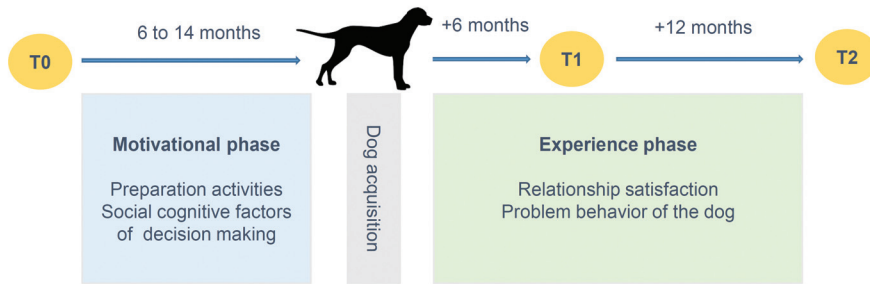 6 to 14 months
+6 months
+12 months
T0
T1
T2
Motivational phase
Preparation activities
Social cognitive factors
of decision making
Dog acquisition
Experience phase
Relationship satisfaction
Problem behavior of the dog